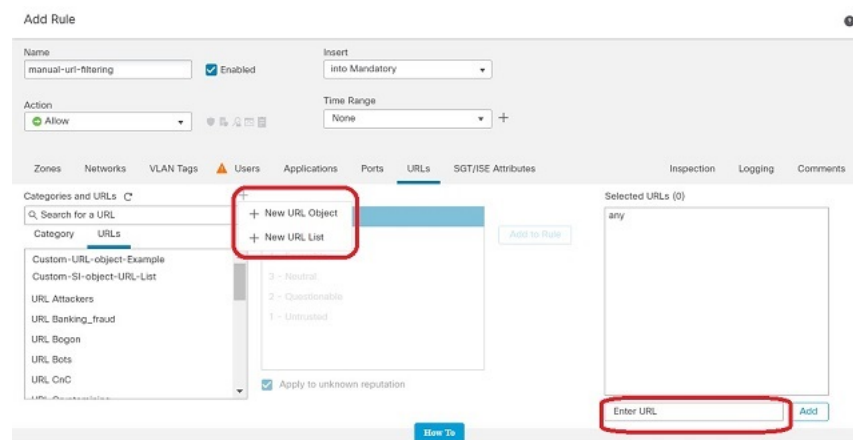 Add Rule
Name
manual-url-filtering
Enabled
Insert
into Mandatory
Action
Allow
Time Range
None
Zones Networks VLAN Tags Users Applications Ports URLs SGT/ISE Attributes Inspection Logging Comments
Categories and URLs
Search for a URL
Category URLs
Custom-URL-object-Example
Custom-SI-object-URL-List
URL Attackers
URL Banking_fraud
URL Bogon
URL Bots
URL CnC
New URL Object
New URL List
3 - Neutral
2 - Questionable
1 - Untrusted
Apply to unknown reputation
Add to Rule
Selected URLs (0)
any
Enter URL
Add
How To